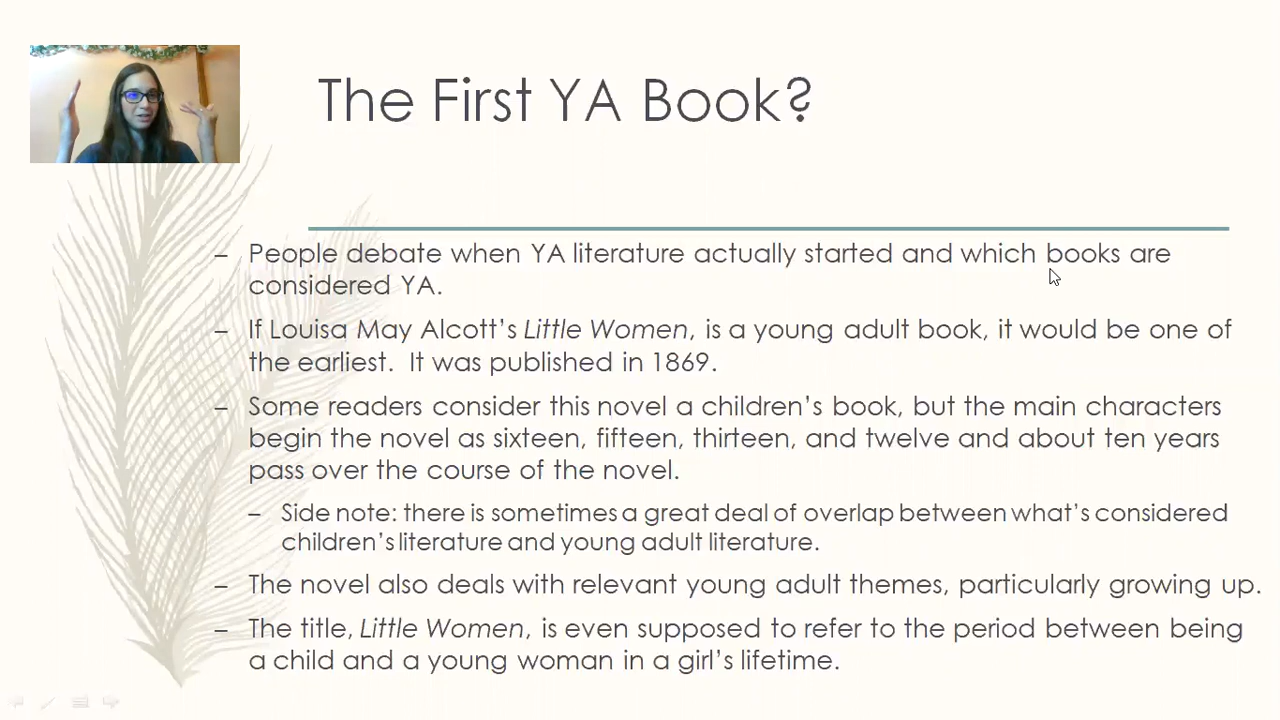 The First YA Book?
– People debate when YA literature actually started and which books are
considered YA.
– If Louisa May Alcott's Little Women, is a young adult book, it would be one of
the earliest.  It was published in 1869.
– Some readers consider this novel a children's book, but the main characters
begin the novel as sixteen, fifteen, thirteen, and twelve and about ten years
pass over the course of the novel.
– Side note: there is sometimes a great deal of overlap between what's considered
children's literature and young adult literature.
– The novel also deals with relevant young adult themes, particularly growing up.
– The title, Little Women, is even supposed to refer to the period between being
a child and a young woman in a girl's lifetime.